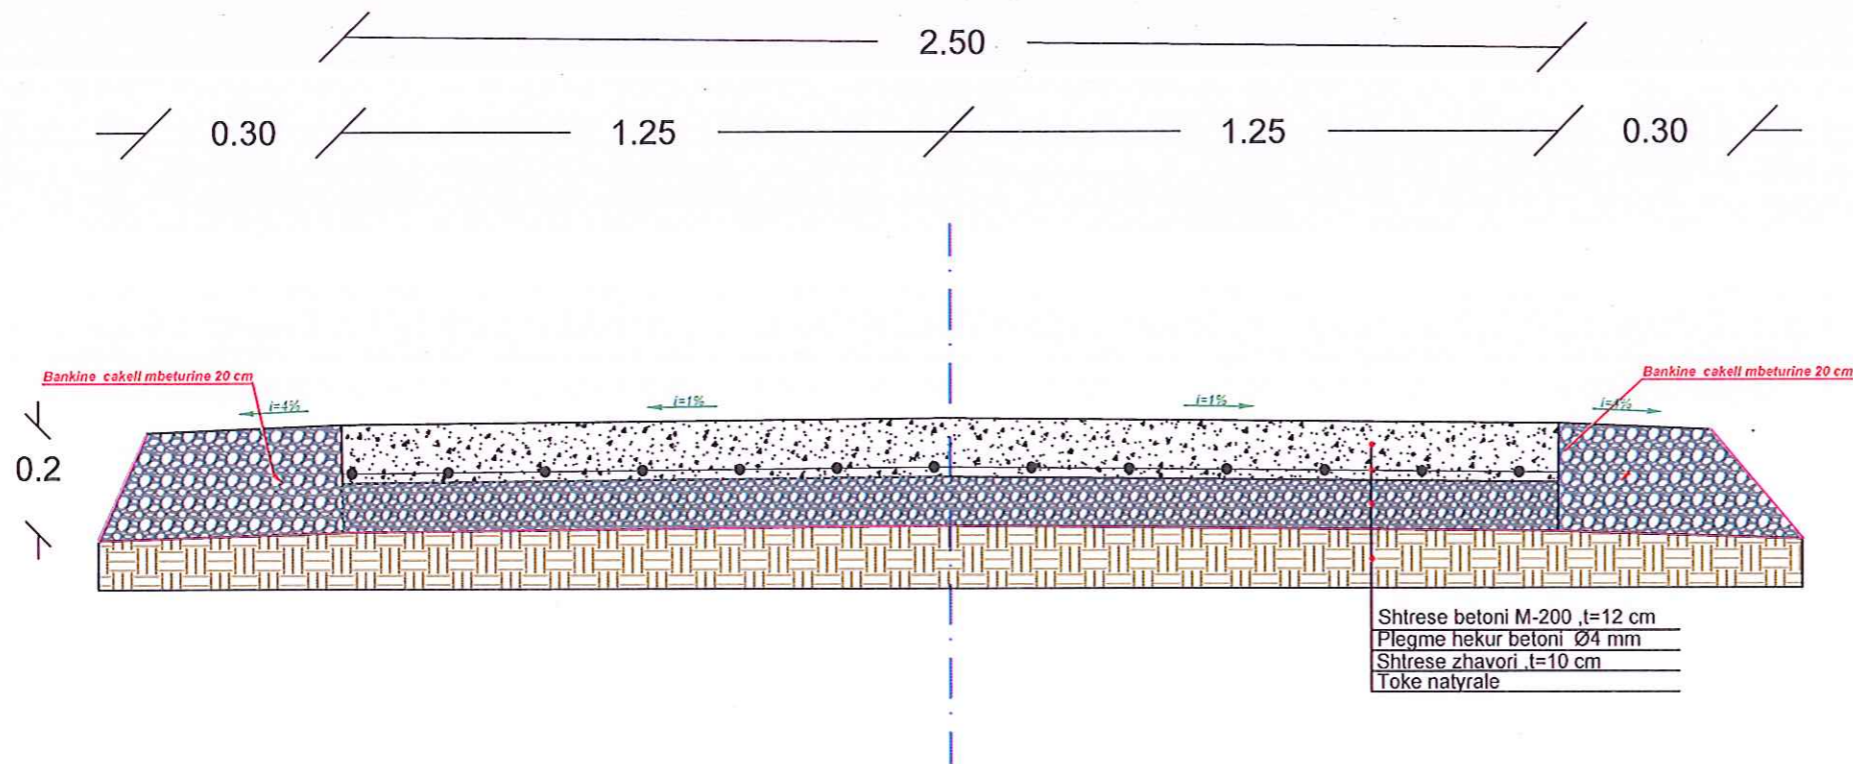 2.50
0.30 1.25 1.25 0.30
Bankine cakell mbeturine 20 cm
Bankine cakell mbeturine 20 cm
i=4% i=1% i=1% i=4%
0.2
Shtrese betoni M-200 ,t=12 cm
Plegme hekur betoni Ø4 mm
Shtrese zhavori ,t=10 cm
Toke natyrale